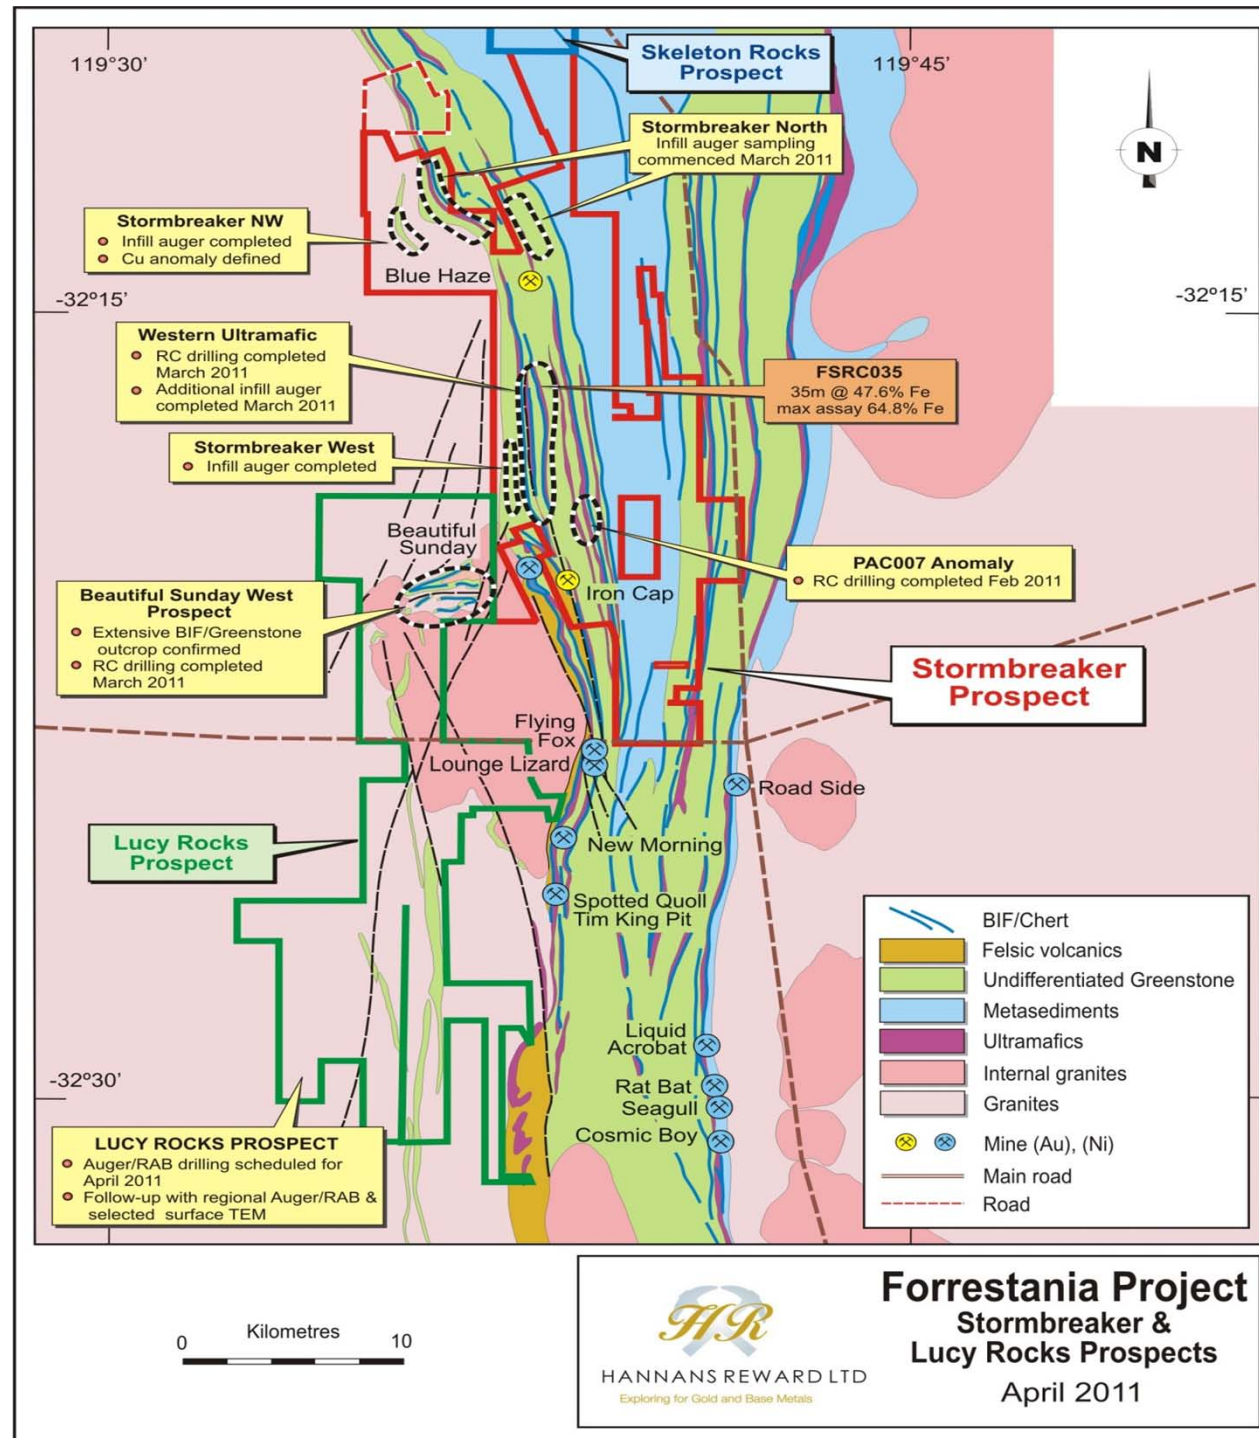 119°30'
Skeleton Rocks
Prospect
119°45'
Stormbreaker North
Infill auger sampling
commenced March 2011
N
Stormbreaker NW
Infill auger completed
Cu anomaly defined
Blue Haze
-32°15'
-32°15'
Western Ultramafic
RC drilling completed
March 2011
Additional infill auger
completed March 2011
FSRC035
35m @ 47.6% Fe
max assay 64.8% Fe
Stormbreaker West
Infill auger completed
Beautiful
Sunday
PAC007 Anomaly
RC drilling completed Feb 2011
Iron Cap
Beautiful Sunday West
Prospect
Extensive BIF/Greenstone
outcrop confirmed
RC drilling completed
March 2011
Stormbreaker
Prospect
Flying
Fox
Lounge Lizard
Road Side
Lucy Rocks
Prospect
New Morning
Spotted Quoll
Tim King Pit
Liquid
Acrobat
-32°30'
Rat Bat
Seagull
Cosmic Boy
LUCY ROCKS PROSPECT
Auger/RAB drilling scheduled for
April 2011
Follow-up with regional Auger/RAB &
selected surface TEM
BIF/Chert
Felsic volcanics
Undifferentiated Greenstone
Metasediments
Ultramafics
Internal granites
Granites
Mine (Au), (Ni)
Main road
Road
0 Kilometres 10
HR
HANNANS REWARD LTD
Exploring for Gold and Base Metals
Forrestania Project
Stormbreaker &
Lucy Rocks Prospects
April 2011